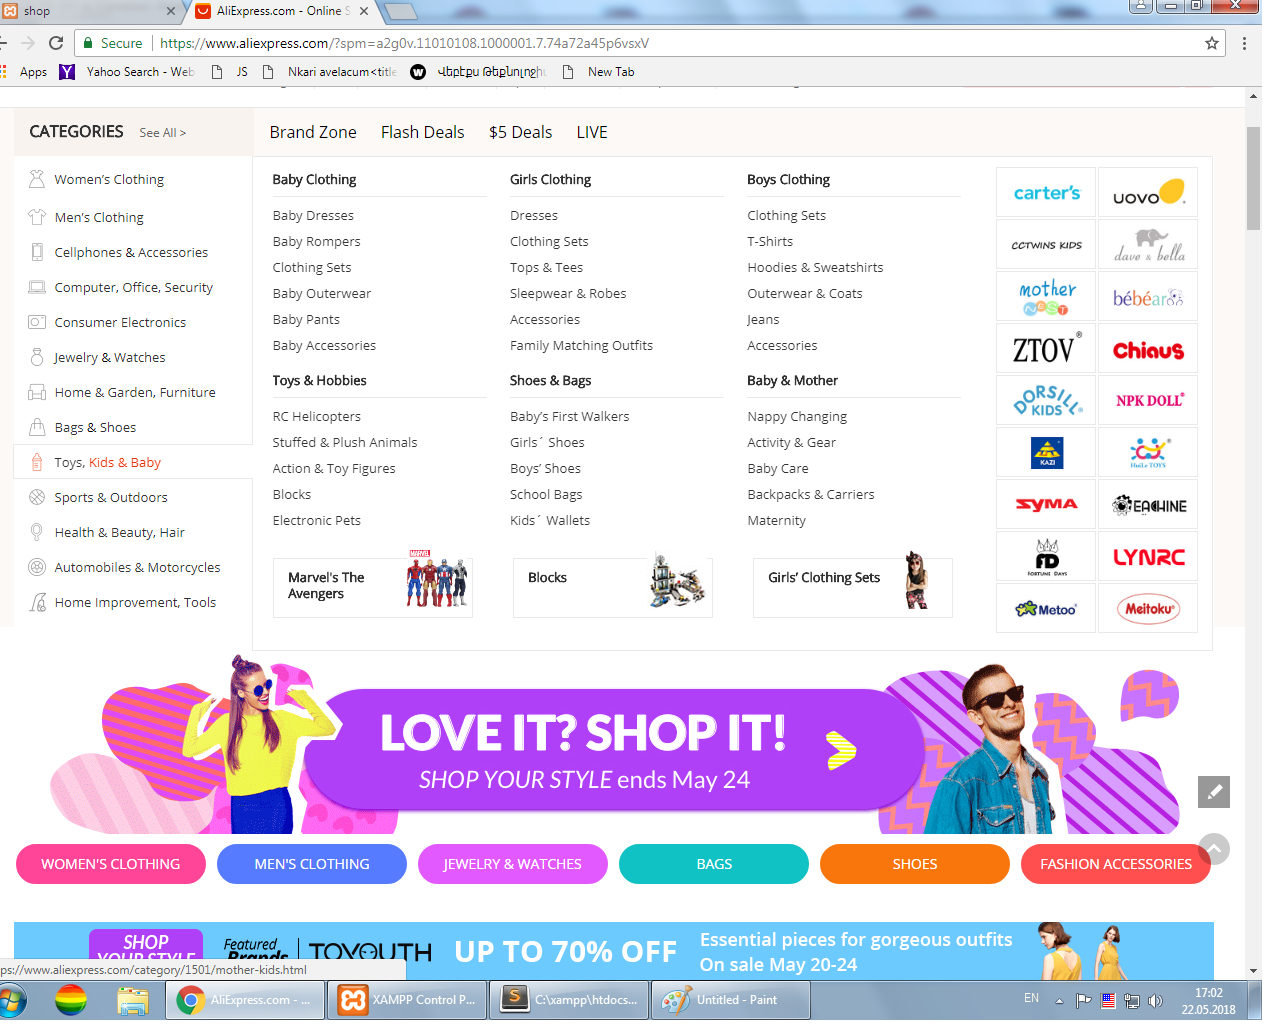 shop
AliExpress.com - Online S
Secure
https://www.aliexpress.com/?spm=a2g0v.11010108.1000001.7.74a72a45p6vsxV
Apps
Yahoo Search - Web
JS
Nkari avelacum<title
Վերէքս Թեքնոլոջիս
New Tab
CATEGORIES
See All >
Brand Zone
Flash Deals
$5 Deals
LIVE
Women's Clothing
Men's Clothing
Cellphones & Accessories
Computer, Office, Security
Consumer Electronics
Jewelry & Watches
Home & Garden, Furniture
Bags & Shoes
Toys, Kids & Baby
Sports & Outdoors
Health & Beauty, Hair
Automobiles & Motorcycles
Home Improvement, Tools
Baby Clothing
Baby Dresses
Baby Rompers
Clothing Sets
Baby Outerwear
Baby Pants
Baby Accessories
Girls Clothing
Dresses
Clothing Sets
Tops & Tees
Sleepwear & Robes
Accessories
Family Matching Outfits
Boys Clothing
Clothing Sets
T-Shirts
Hoodies & Sweatshirts
Outerwear & Coats
Jeans
Accessories
Toys & Hobbies
RC Helicopters
Stuffed & Plush Animals
Action & Toy Figures
Blocks
Electronic Pets
Shoes & Bags
Baby's First Walkers
Girls´ Shoes
Boys' Shoes
School Bags
Kids´ Wallets
Baby & Mother
Nappy Changing
Activity & Gear
Baby Care
Backpacks & Carriers
Maternity
Marvel's The
Avengers
MARVEL
Blocks
Girls' Clothing Sets
carter's
UOVO
CCTWINS KIDS
dave & bella
mother
NEST
bébéar
ZTOV®
Chiaus
DORSILL
KIDS®
NPK DOLL®
KAZI
HuiLe TOYS
SYMA
EACHINE
FD
FORTUNE DAYS
LYNRC
Metoo
Meitoku®
LOVE IT? SHOP IT!
SHOP YOUR STYLE ends May 24
WOMEN'S CLOTHING
MEN'S CLOTHING
JEWELRY & WATCHES
BAGS
SHOES
FASHION ACCESSORIES
SHOP
YOUR STYLE
Featured
Brands
TOYOUTH
UP TO 70% OFF
Essential pieces for gorgeous outfits
On sale May 20-24
ps://www.aliexpress.com/category/1501/mother-kids.html
AliExpress.com - ...
XAMPP Control P...
C:\xampp\htdocs...
Untitled - Paint
EN
17:02
22.05.2018